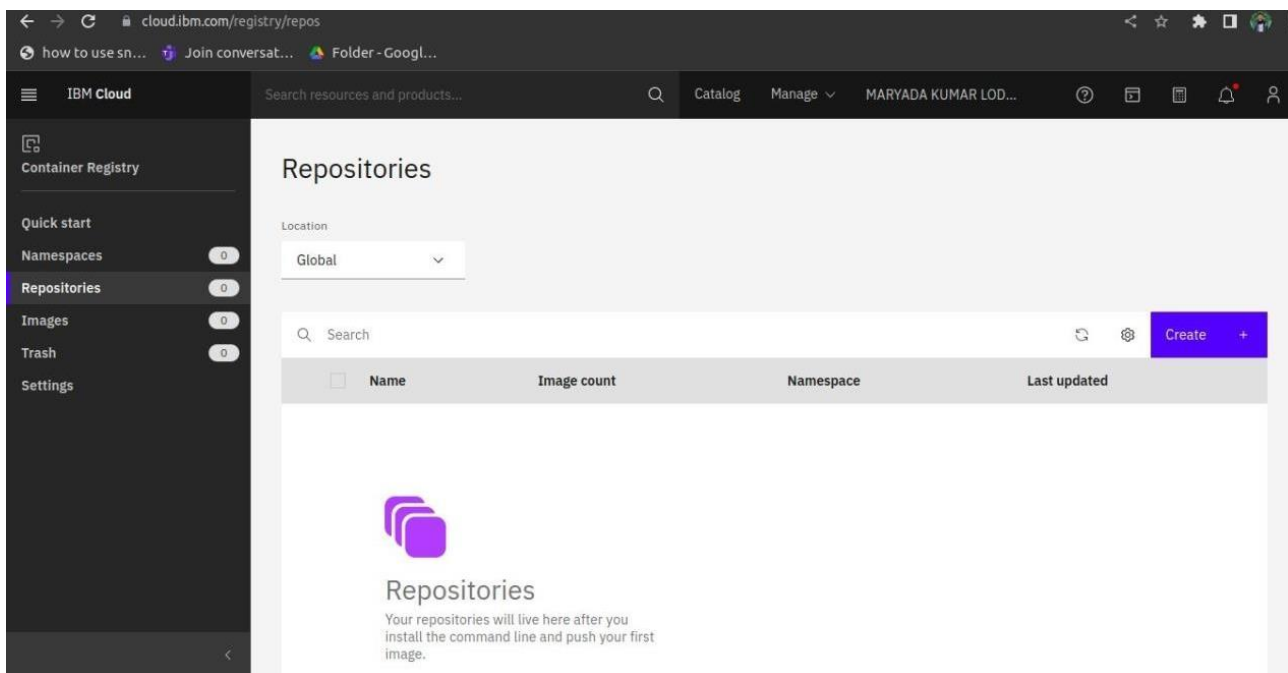 cloud.ibm.com/registry/repos
how to use sn... Join conversat... Folder - Googl...
IBM Cloud Search resources and products... Catalog Manage MARYADA KUMAR LOD...
Container Registry
Quick start
Namespaces 0
Repositories 0
Images 0
Trash 0
Settings
Repositories
Location
Global
Search Create +
Name Image count Namespace Last updated
Repositories
Your repositories will live here after you
install the command line and push your first
image.